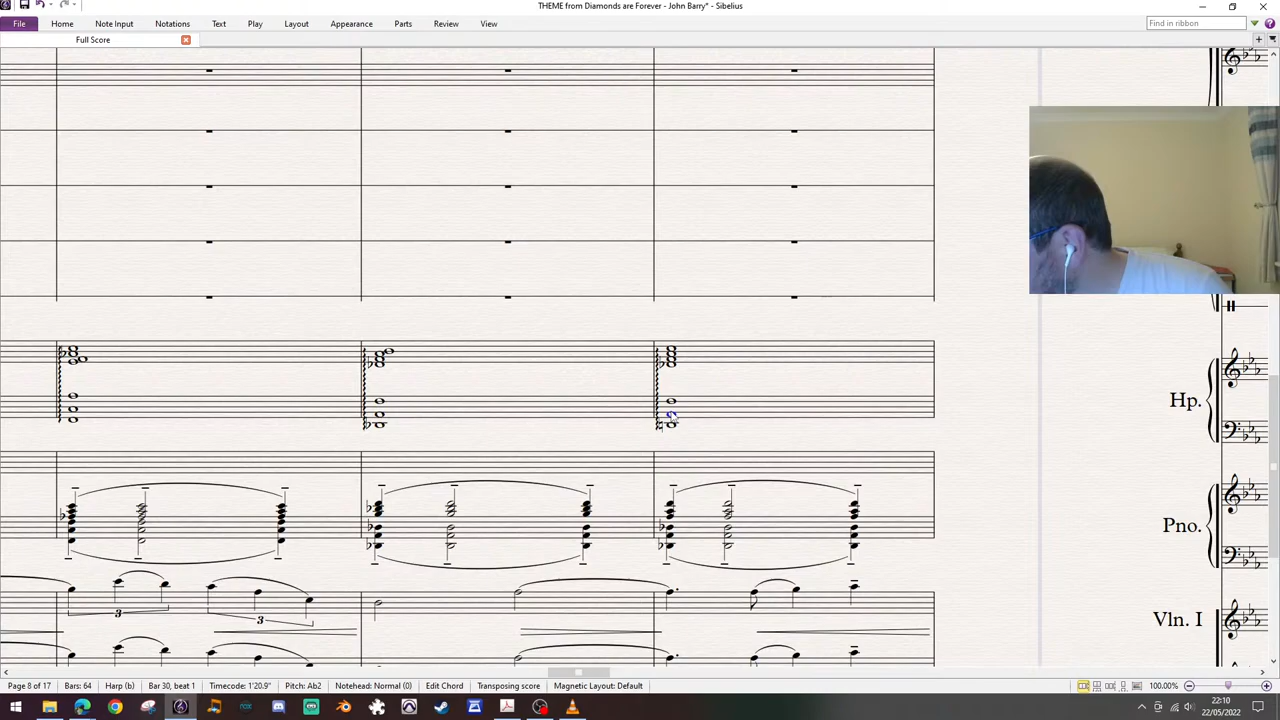 THEME from Diamonds are Forever - John Barry* - Sibelius
File Home Note Input Notations Text Play Layout Appearance Parts Review View Find in ribbon
Full Score
Hp.
Pno.
3 3
Vln. I
Page 8 of 17 Bars: 64 Harp (b) Bar 30, beat 1 Timecode: 1'20.9" Pitch: Ab2 Notehead: Normal (0) Edit Chord Transposing score Magnetic Layout: Default 100.00%
22:10
22/05/2022